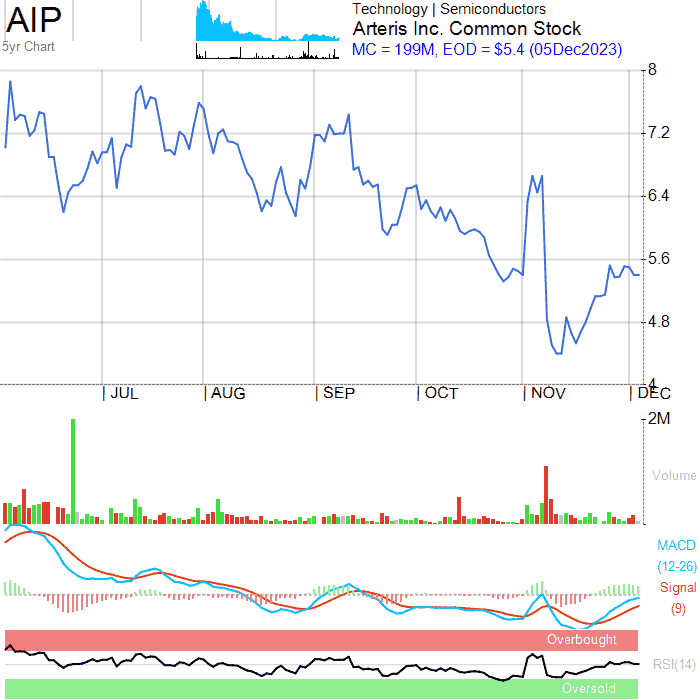 AIP
5yr Chart
Technology | Semiconductors
Arteris Inc. Common Stock
MC = 199M, EOD = $5.4 (05Dec2023)
8
7.2
6.4
5.6
4.8
4
| JUL
| AUG
| SEP
| OCT
| NOV
| DEC
2M
Volume
MACD
(12-26)
Signal
(9)
Overbought
RSI(14)
Oversold